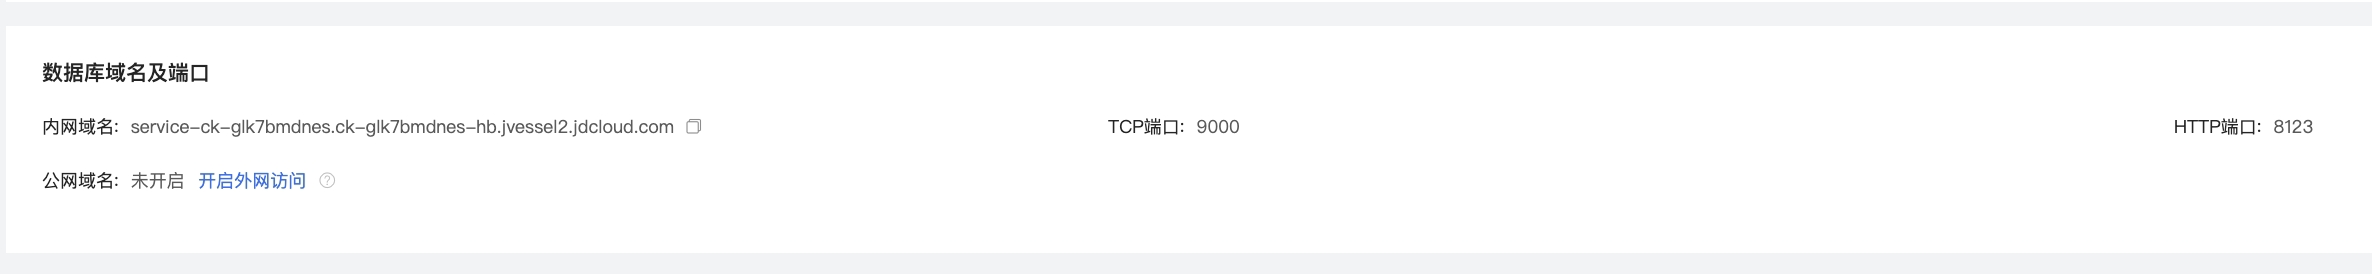 数据库域名及端口
内网域名: service-ck-glk7bmdnes.ck-glk7bmdnes-hb.jvessel2.jdcloud.com TCP端口: 9000 HTTP端口: 8123
公网域名: 未开启 开启外网访问 ?